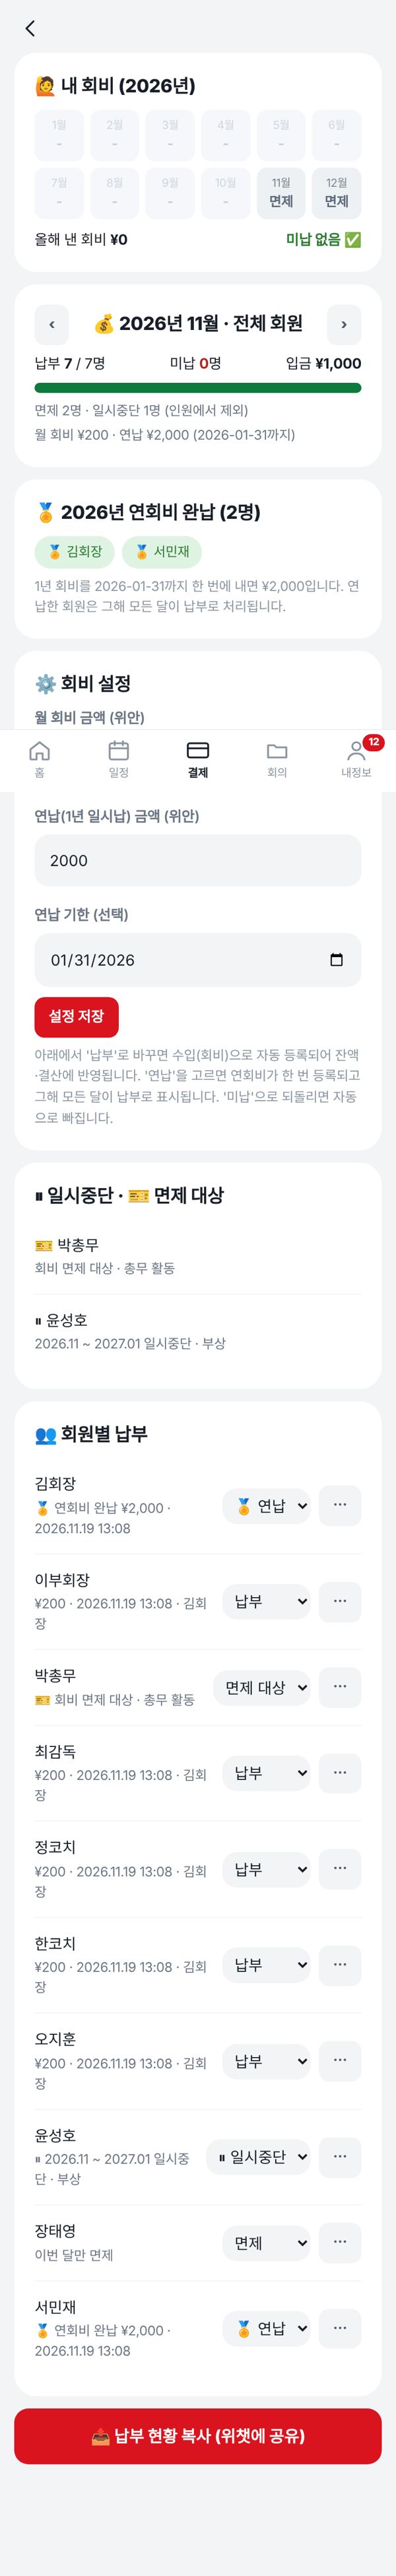 🙋 내 회비 (2026년)
1월 2월 3월 4월 5월 6월
- - - - - -
7월 8월 9월 10월 11월 12월
- - - - 면제 면제
올해 낸 회비 ¥0 미납 없음 ✅
‹ 💰 2026년 11월 · 전체 회원 ›
납부 7 / 7명 미납 0명 입금 ¥1,000
면제 2명 · 일시중단 1명 (인원에서 제외)
월 회비 ¥200 · 연납 ¥2,000 (2026-01-31까지)
🏅 2026년 연회비 완납 (2명)
🏅 김회장 🏅 서민재
1년 회비를 2026-01-31까지 한 번에 내면 ¥2,000입니다. 연
납한 회원은 그해 모든 달이 납부로 처리됩니다.
⚙️ 회비 설정
월 회비 금액 (위안)
12
홈 일정 결제 회의 내정보
연납(1년 일시납) 금액 (위안)
2000
연납 기한 (선택)
01/31/2026
설정 저장
아래에서 '납부'로 바꾸면 수입(회비)으로 자동 등록되어 잔액
·결산에 반영됩니다. '연납'을 고르면 연회비가 한 번 등록되고
그해 모든 달이 납부로 표시됩니다. '미납'으로 되돌리면 자동
으로 빠집니다.
⏸ 일시중단 · 🎫 면제 대상
🎫 박총무
회비 면제 대상 · 총무 활동
⏸ 윤성호
2026.11 ~ 2027.01 일시중단 · 부상
👥 회원별 납부
김회장
🏅 연회비 완납 ¥2,000 ·
2026.11.19 13:08
🏅 연납 ···
이부회장
¥200 · 2026.11.19 13:08 · 김회
장
납부 ···
박총무
🎫 회비 면제 대상 · 총무 활동
면제 대상 ···
최감독
¥200 · 2026.11.19 13:08 · 김회
장
납부 ···
정코치
¥200 · 2026.11.19 13:08 · 김회
장
납부 ···
한코치
¥200 · 2026.11.19 13:08 · 김회
장
납부 ···
오지훈
¥200 · 2026.11.19 13:08 · 김회
장
납부 ···
윤성호
⏸ 2026.11 ~ 2027.01 일시중
단 · 부상
⏸ 일시중단 ···
장태영
이번 달만 면제
면제 ···
서민재
🏅 연회비 완납 ¥2,000 ·
2026.11.19 13:08
🏅 연납 ···
📤 납부 현황 복사 (위챗에 공유)